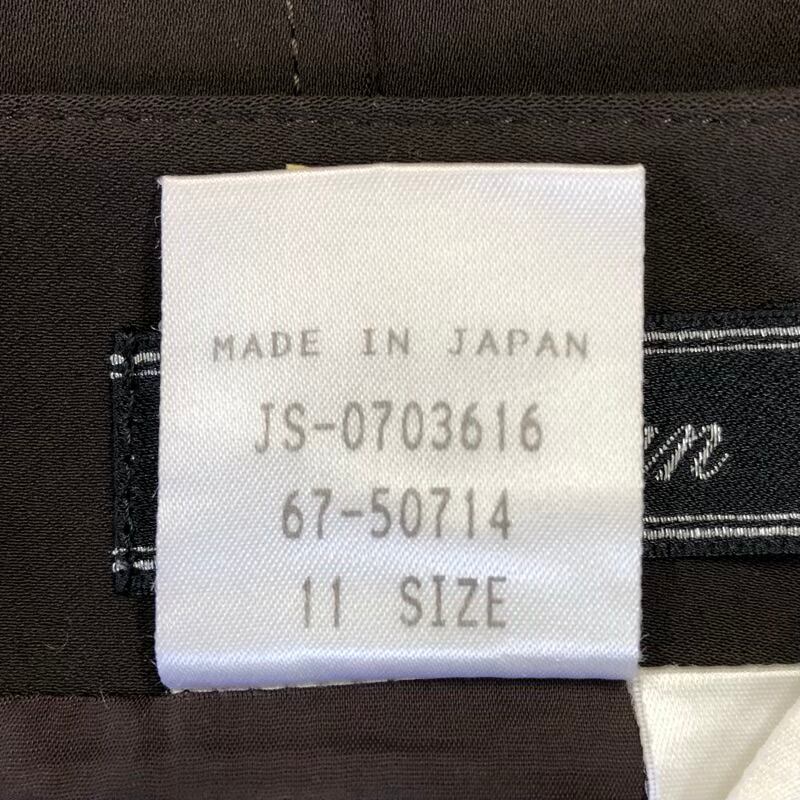 MADE IN JAPAN
JS-0703616
67-50714
11 SIZE